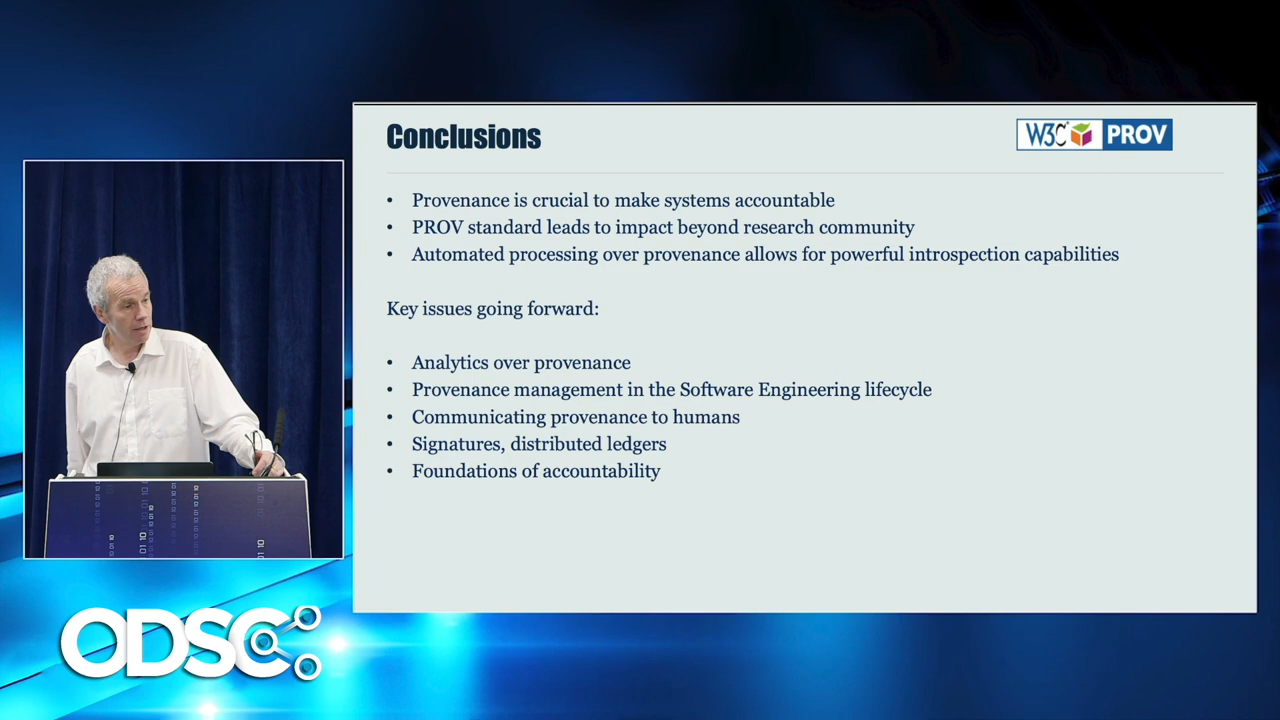 Conclusions
W3C PROV
• Provenance is crucial to make systems accountable
• PROV standard leads to impact beyond research community
• Automated processing over provenance allows for powerful introspection capabilities
Key issues going forward:
• Analytics over provenance
• Provenance management in the Software Engineering lifecycle
• Communicating provenance to humans
• Signatures, distributed ledgers
• Foundations of accountability
ODSC